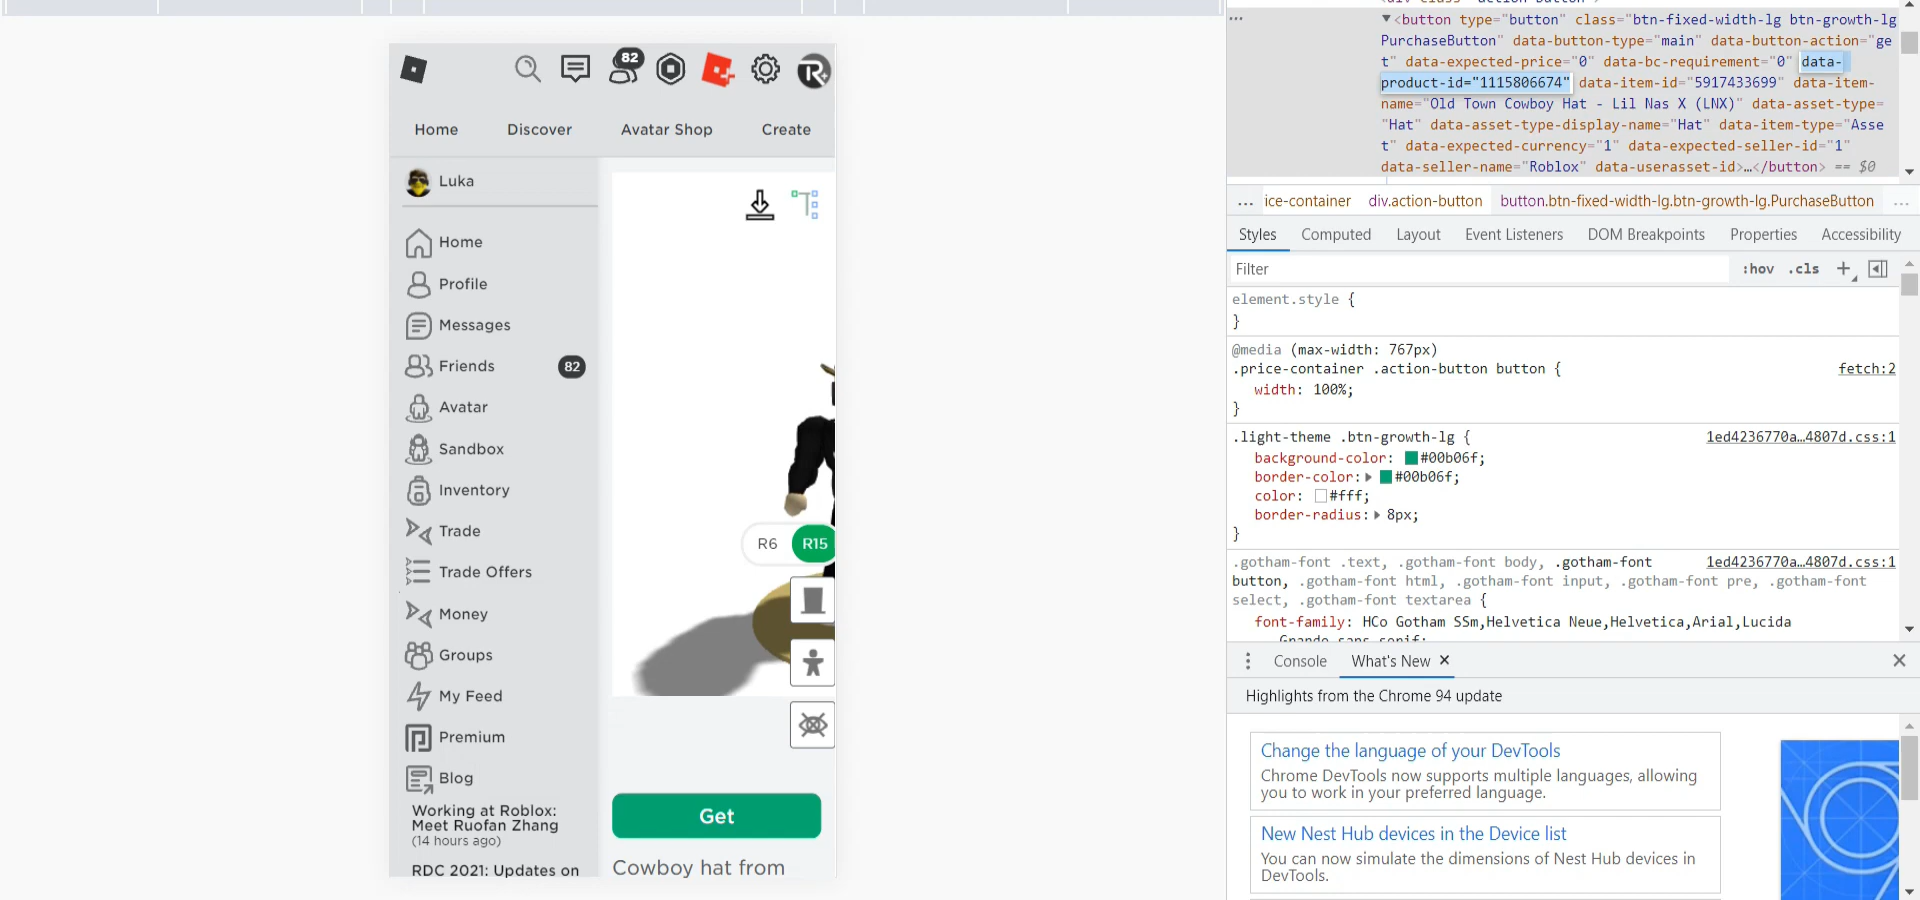 82
Home Discover Avatar Shop Create
Luka
Home
Profile
Messages
Friends 82
Avatar
Sandbox
Inventory
Trade
Trade Offers
Money
Groups
My Feed
Premium
Blog
Working at Roblox:
Meet Ruofan Zhang
(14 hours ago)
RDC 2021: Updates on
R6 R15
Get
Cowboy hat from
<button type="button" class="btn-fixed-width-lg btn-growth-lg
PurchaseButton" data-button-type="main" data-button-action="ge
t" data-expected-price="0" data-bc-requirement="0" data-
product-id="1115806674" data-item-id="5917433699" data-item-
name="Old Town Cowboy Hat - Lil Nas X (LNX)" data-asset-type=
"Hat" data-asset-type-display-name="Hat" data-item-type="Asse
t" data-expected-currency="1" data-expected-seller-id="1"
data-seller-name="Roblox" data-userasset-id>…</button> == $0
... ice-container div.action-button button.btn-fixed-width-lg.btn-growth-lg.PurchaseButton ...
Styles Computed Layout Event Listeners DOM Breakpoints Properties Accessibility
Filter :hov .cls +
element.style {
}
@media (max-width: 767px)
.price-container .action-button button { fetch:2
width: 100%;
}
.light-theme .btn-growth-lg { 1ed4236770a…4807d.css:1
background-color: #00b06f;
border-color: #00b06f;
color: #fff;
border-radius: 8px;
}
.gotham-font .text, .gotham-font body, .gotham-font 1ed4236770a…4807d.css:1
button, .gotham-font html, .gotham-font input, .gotham-font pre, .gotham-font
select, .gotham-font textarea {
font-family: HCo Gotham SSm,Helvetica Neue,Helvetica,Arial,Lucida
Grande,sans-serif;
Console What's New ×
Highlights from the Chrome 94 update
Change the language of your DevTools
Chrome DevTools now supports multiple languages, allowing
you to work in your preferred language.
New Nest Hub devices in the Device list
You can now simulate the dimensions of Nest Hub devices in
DevTools.